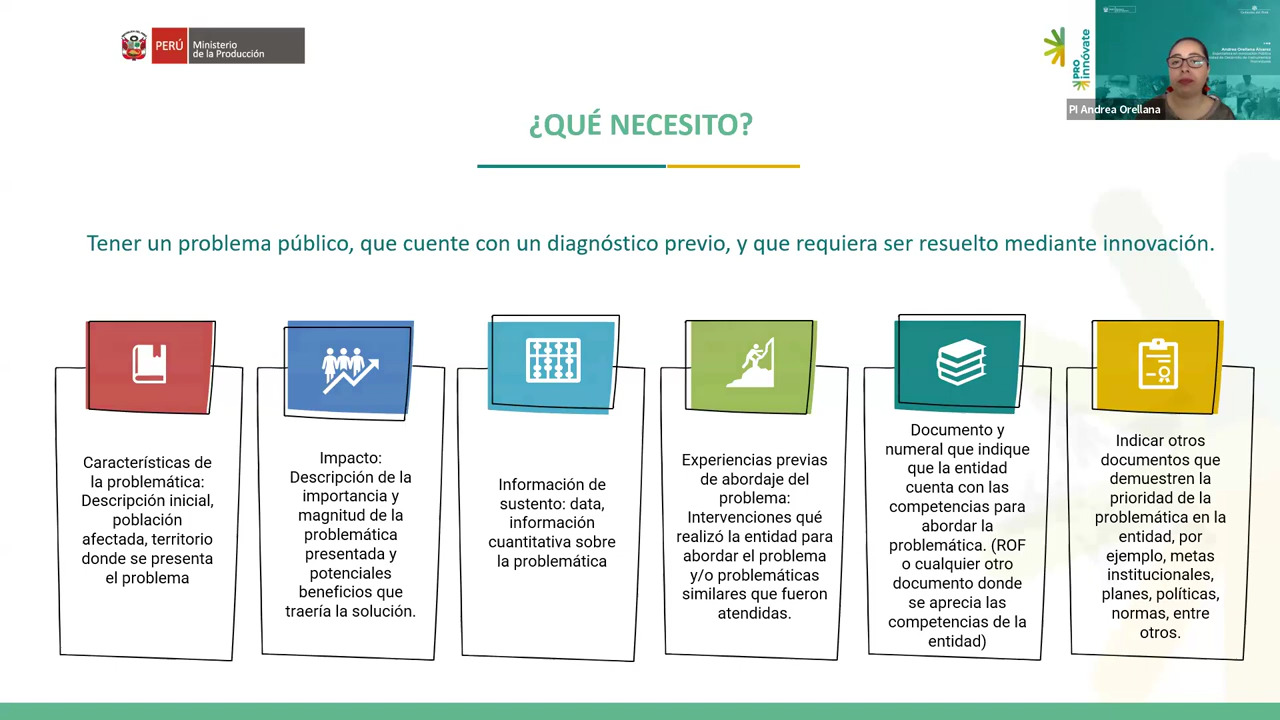 PERÚ
Ministerio
de la Producción
PRO
innóvate
Andrea Orellana Alvarez
PI Andrea Orellana
¿QUÉ NECESITO?
Tener un problema público, que cuente con un diagnóstico previo, y que requiera ser resuelto mediante innovación.
Características de
la problemática:
Descripción inicial,
población
afectada, territorio
donde se presenta
el problema
Impacto:
Descripción de la
importancia y
magnitud de la
problemática
presentada y
potenciales
beneficios que
traería la solución.
Información de
sustento: data,
información
cuantitativa sobre
la problemática
Experiencias previas
de abordaje del
problema:
Intervenciones qué
realizó la entidad para
abordar el problema
y/o problemáticas
similares que fueron
atendidas.
Documento y
numeral que indique
que la entidad
cuenta con las
competencias para
abordar la
problemática. (ROF
o cualquier otro
documento donde
se aprecia las
competencias de la
entidad)
Indicar otros
documentos que
demuestren la
prioridad de la
problemática en la
entidad, por
ejemplo, metas
institucionales,
planes, políticas,
normas, entre
otros.